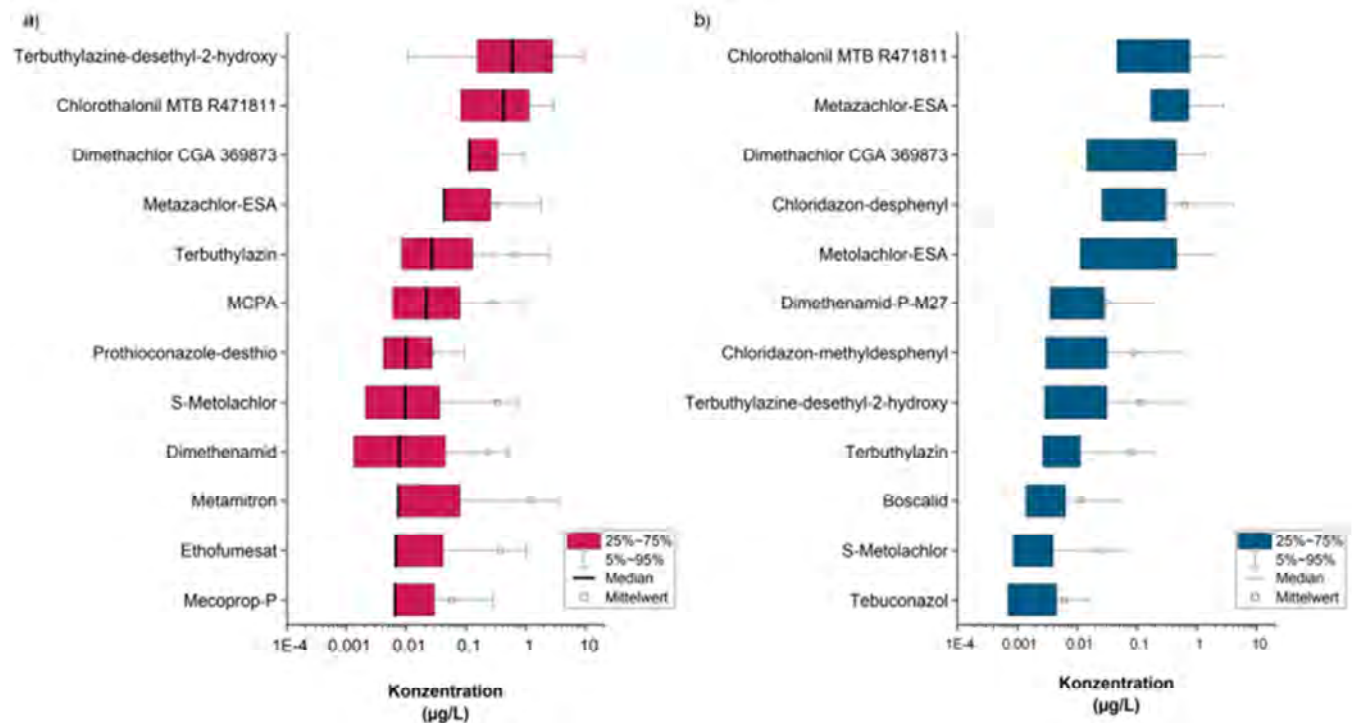 a)
Terbuthylazine-desethyl-2-hydroxy
Chlorothalonil MTB R471811
Dimethachlor CGA 369873
Metazachlor-ESA
Terbuthylazin
MCPA
Prothioconazole-desthio
S-Metolachlor
Dimethenamid
Metamitron
Ethofumesat
Mecoprop-P
25%~75%
5%~95%
Median
Mittelwert
1E-4 0.001 0.01 0.1 1 10
Konzentration
(µg/L)
b)
Chlorothalonil MTB R471811
Metazachlor-ESA
Dimethachlor CGA 369873
Chloridazon-desphenyl
Metolachlor-ESA
Dimethenamid-P-M27
Chloridazon-methyldesphenyl
Terbuthylazine-desethyl-2-hydroxy
Terbuthylazin
Boscalid
S-Metolachlor
Tebuconazol
25%~75%
5%~95%
Median
Mittelwert
1E-4 0.001 0.01 0.1 1 10
Konzentration
(µg/L)